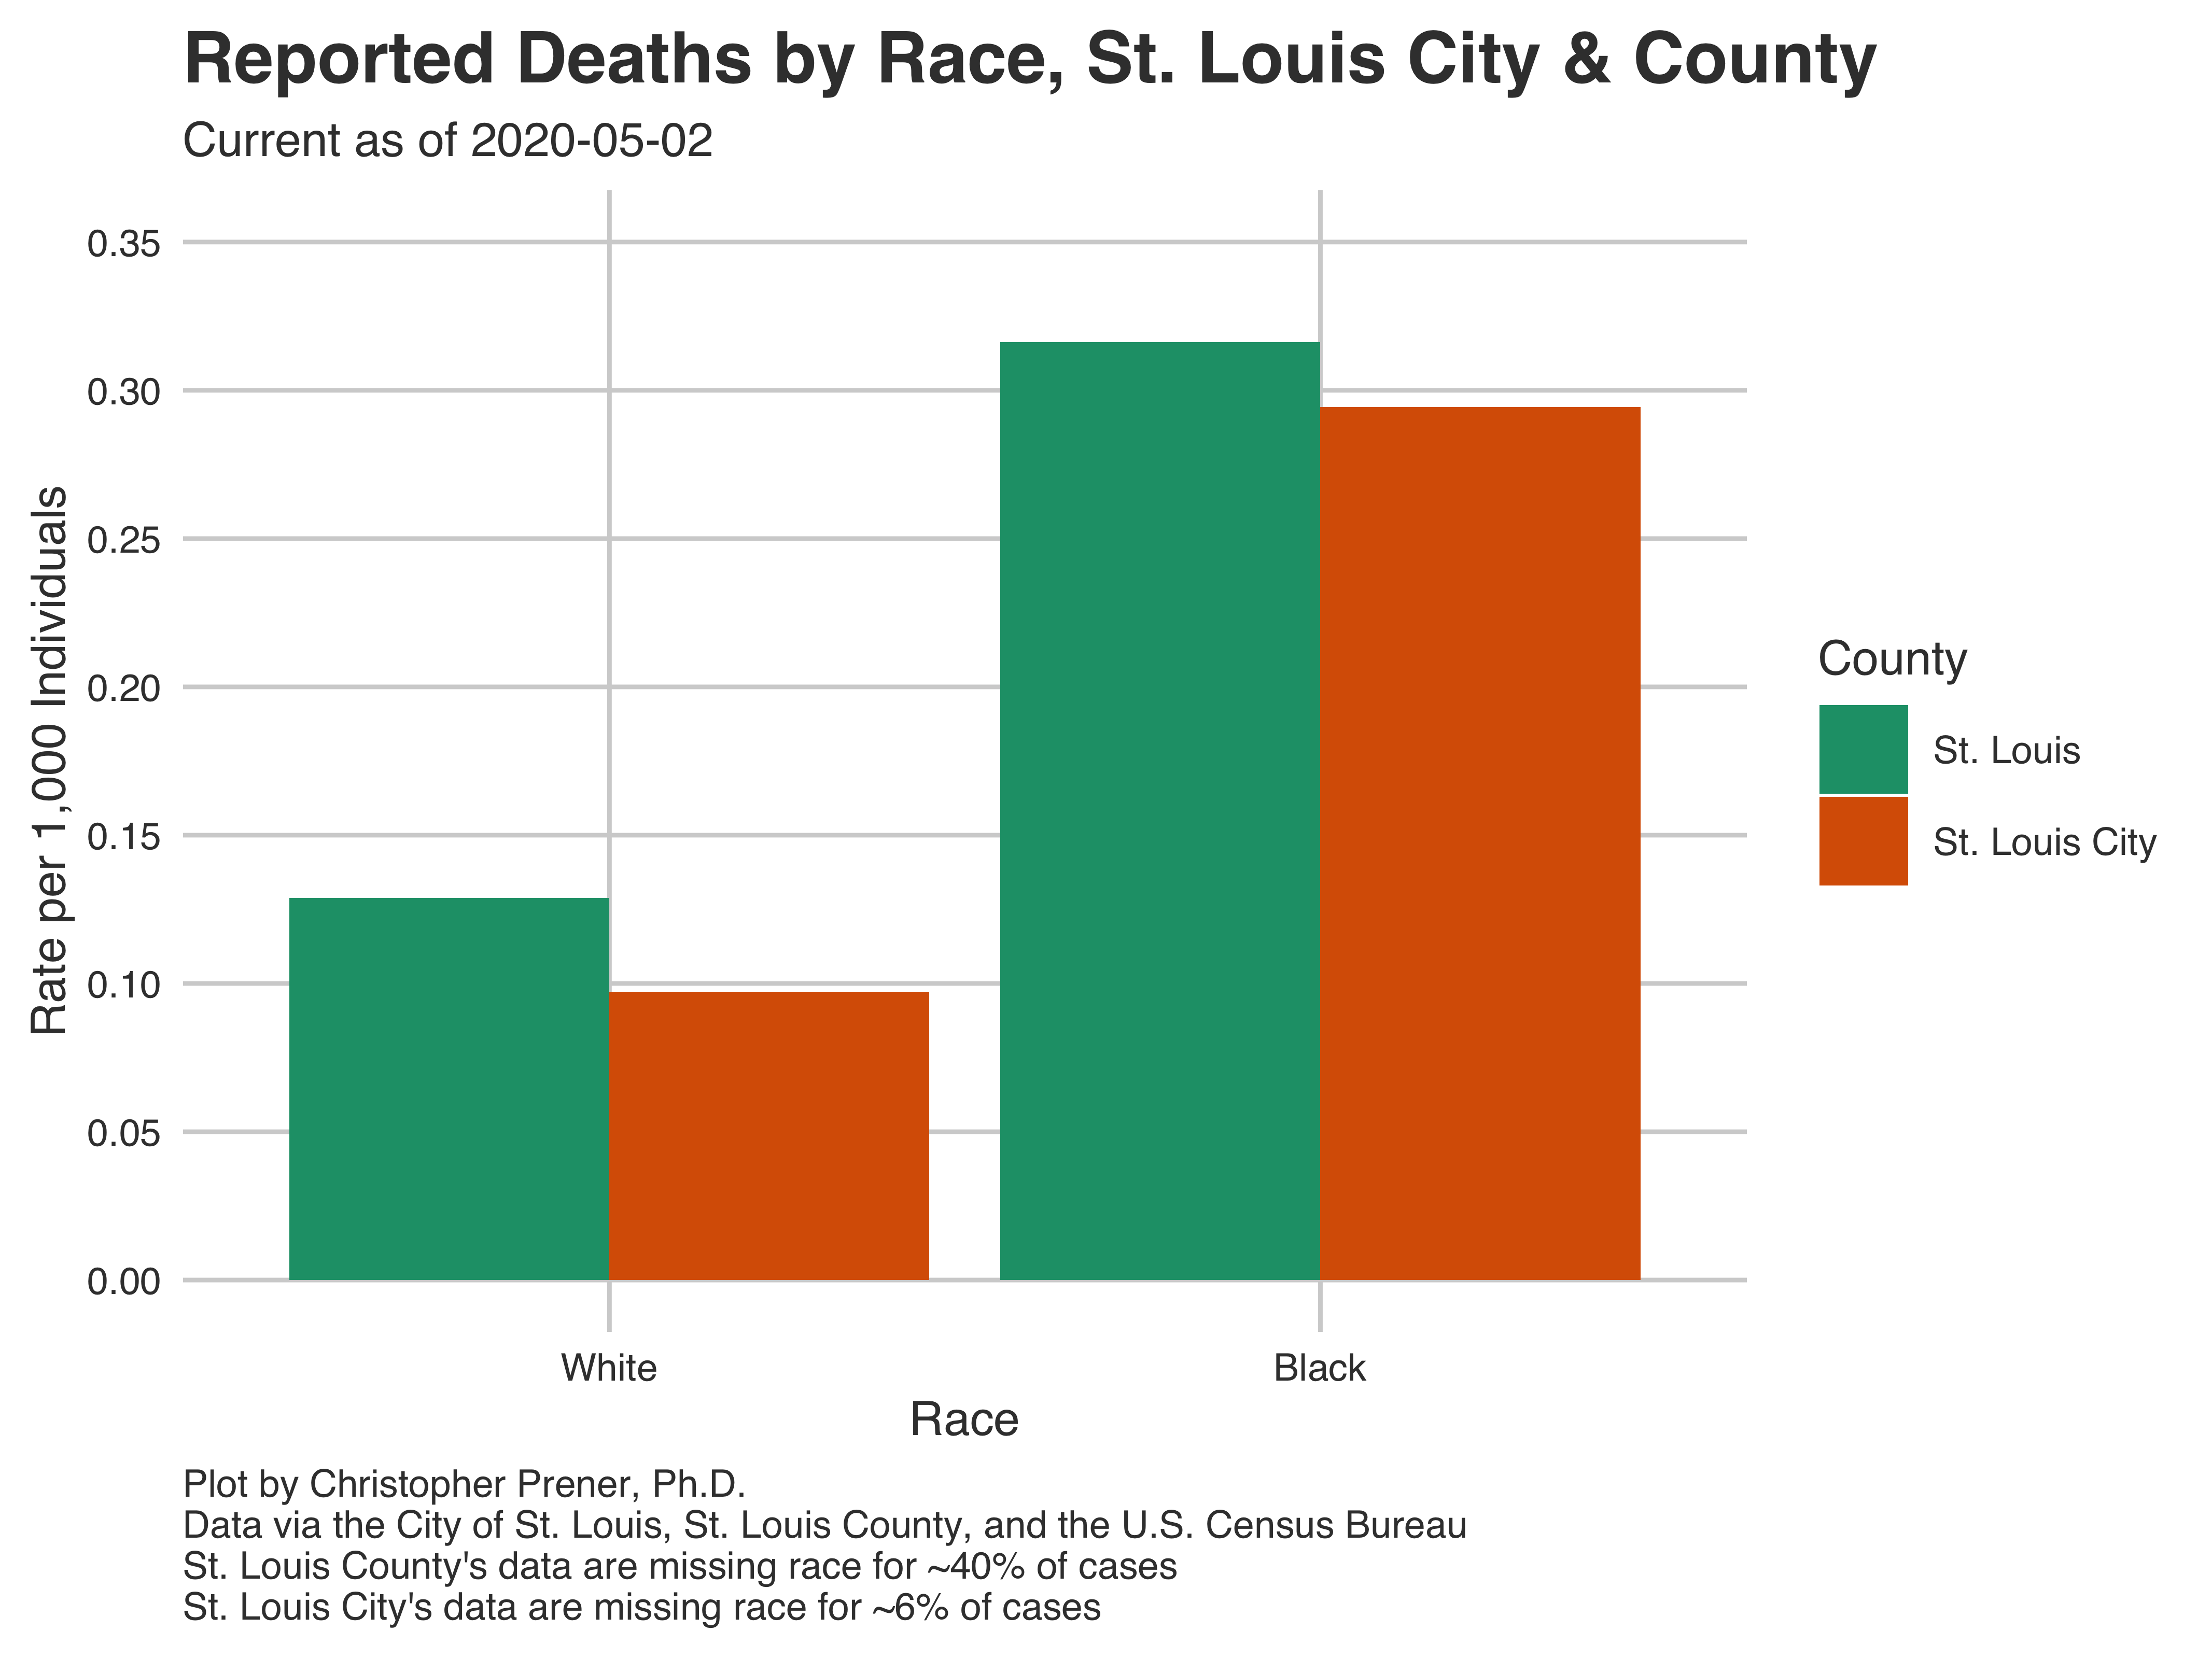 Reported Deaths by Race, St. Louis City & County
Current as of 2020-05-02
Rate per 1,000 Individuals
0.35
0.30
0.25
0.20
0.15
0.10
0.05
0.00
White
Black
Race
County
St. Louis
St. Louis City
Plot by Christopher Prener, Ph.D.
Data via the City of St. Louis, St. Louis County, and the U.S. Census Bureau
St. Louis County's data are missing race for ~40% of cases
St. Louis City's data are missing race for ~6% of cases